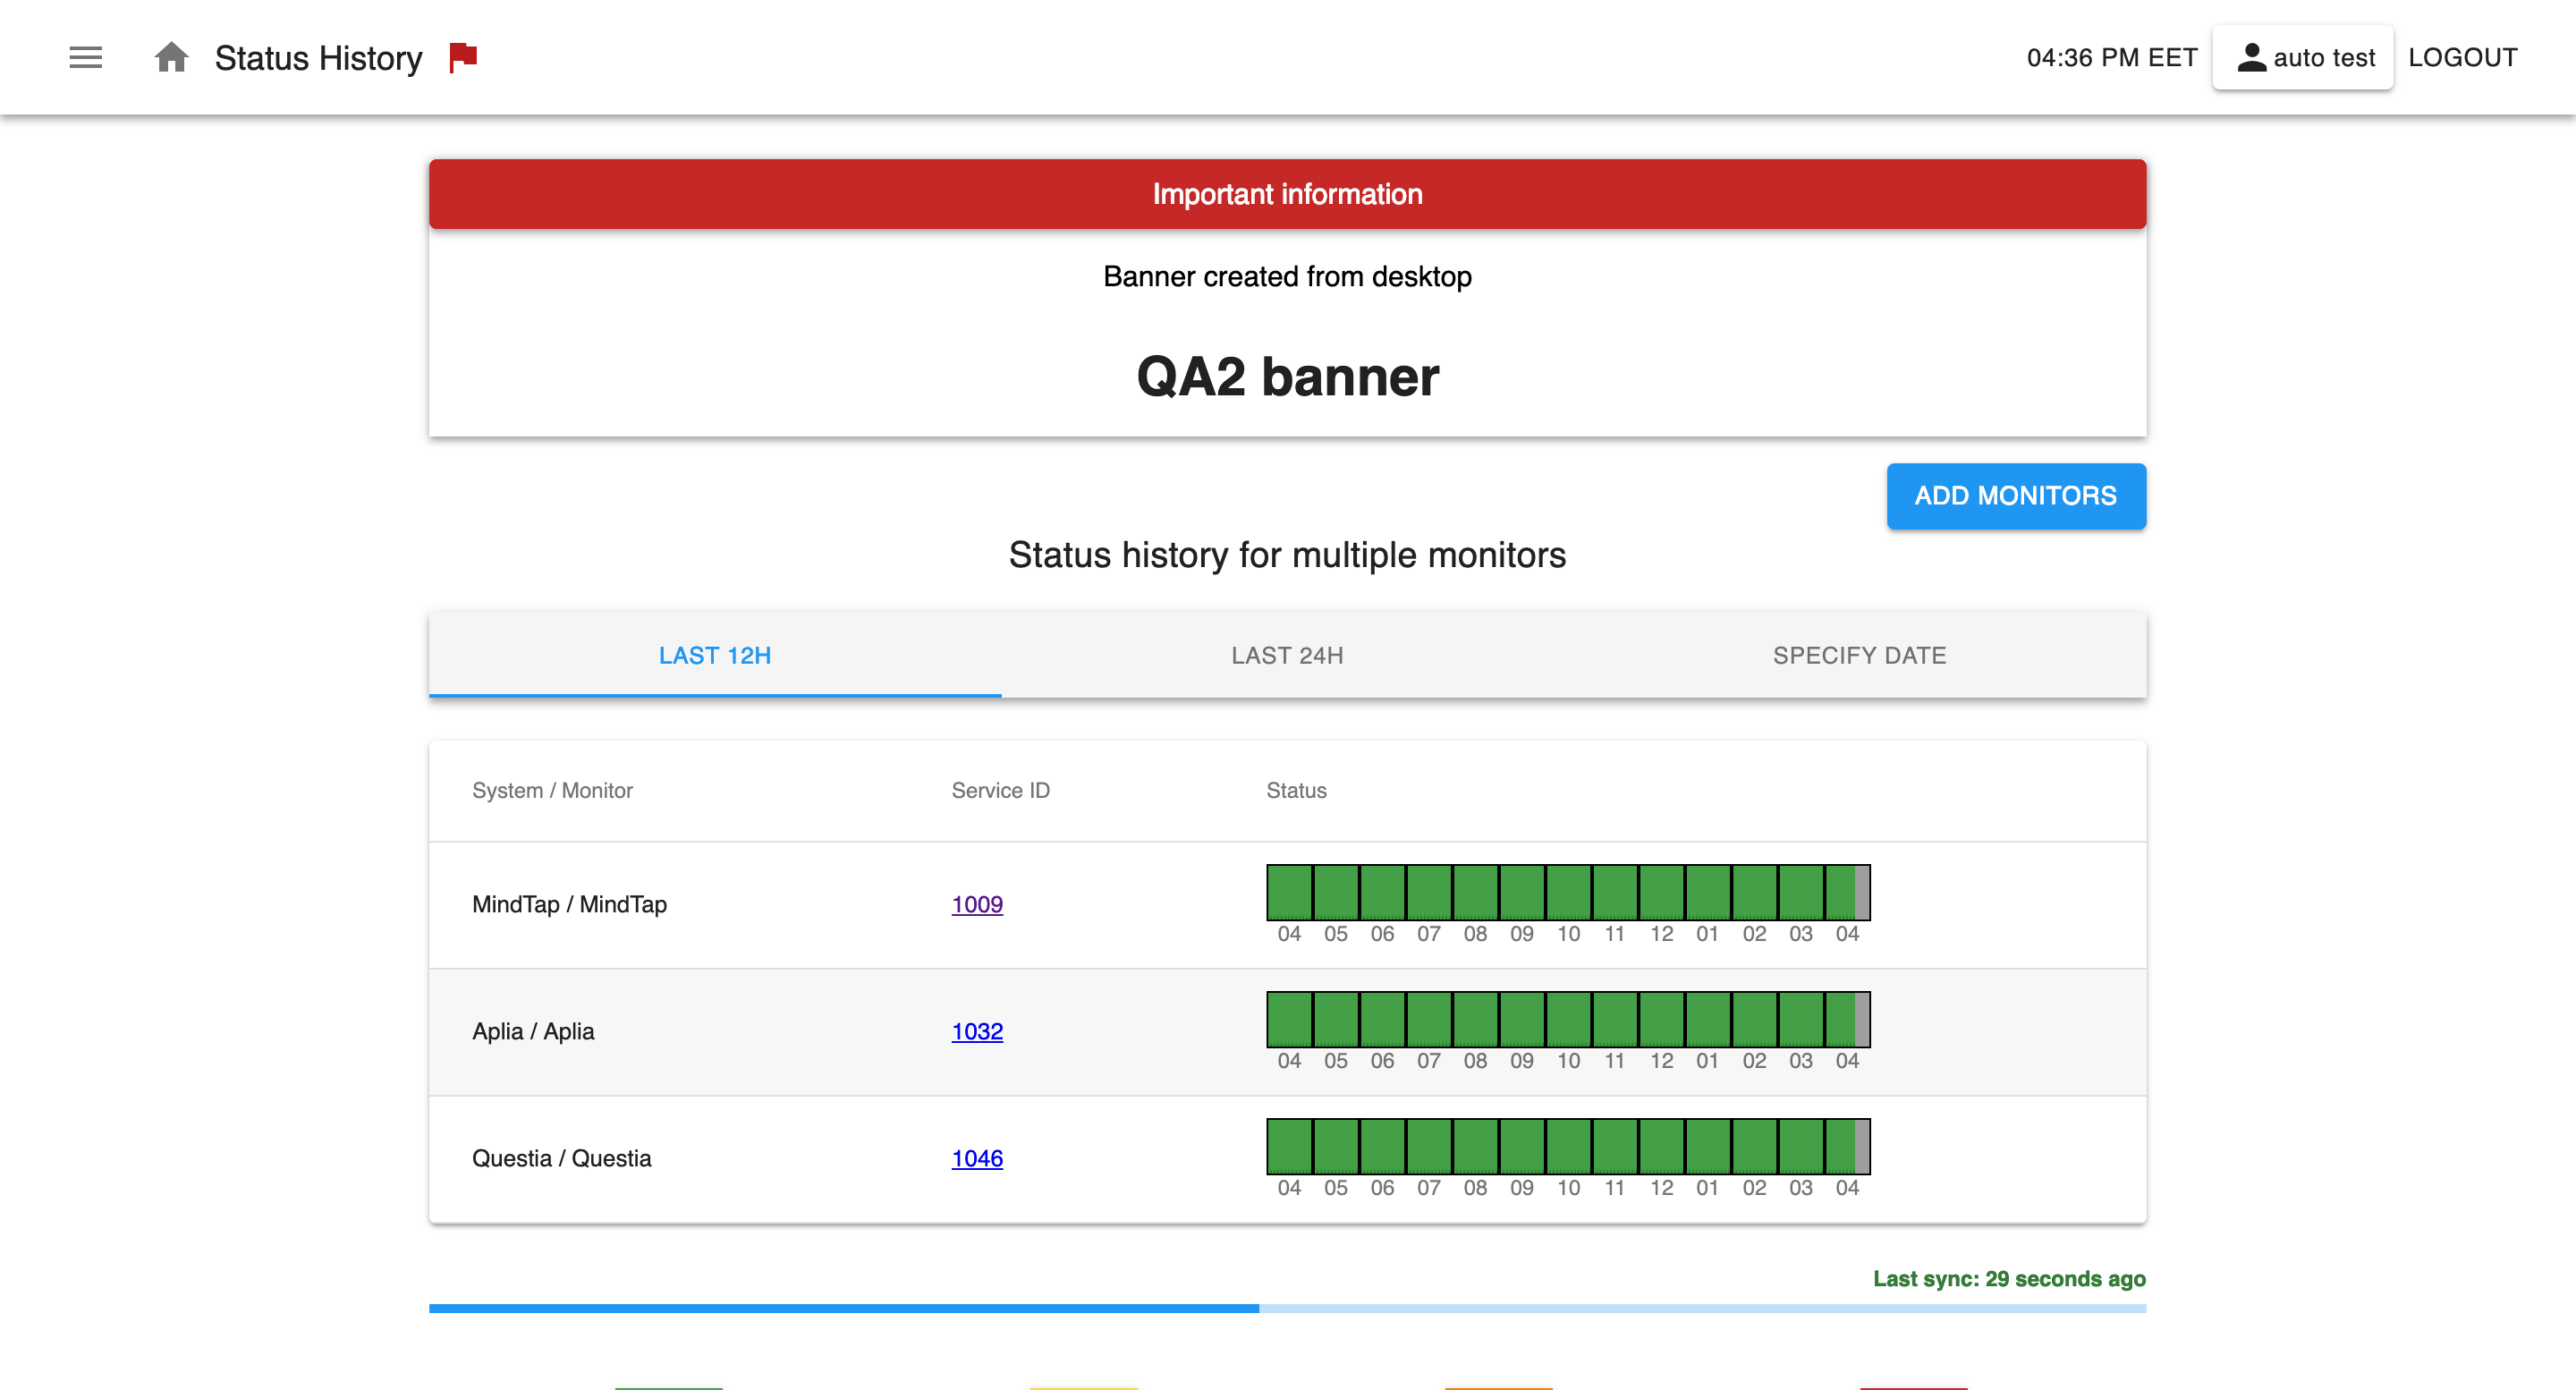 Status History
04:36 PM EET auto test LOGOUT
Important information
Banner created from desktop
QA2 banner
ADD MONITORS
Status history for multiple monitors
LAST 12H LAST 24H SPECIFY DATE
System / Monitor Service ID Status
MindTap / MindTap 1009
04 05 06 07 08 09 10 11 12 01 02 03 04
Aplia / Aplia 1032
04 05 06 07 08 09 10 11 12 01 02 03 04
Questia / Questia 1046
04 05 06 07 08 09 10 11 12 01 02 03 04
Last sync: 29 seconds ago